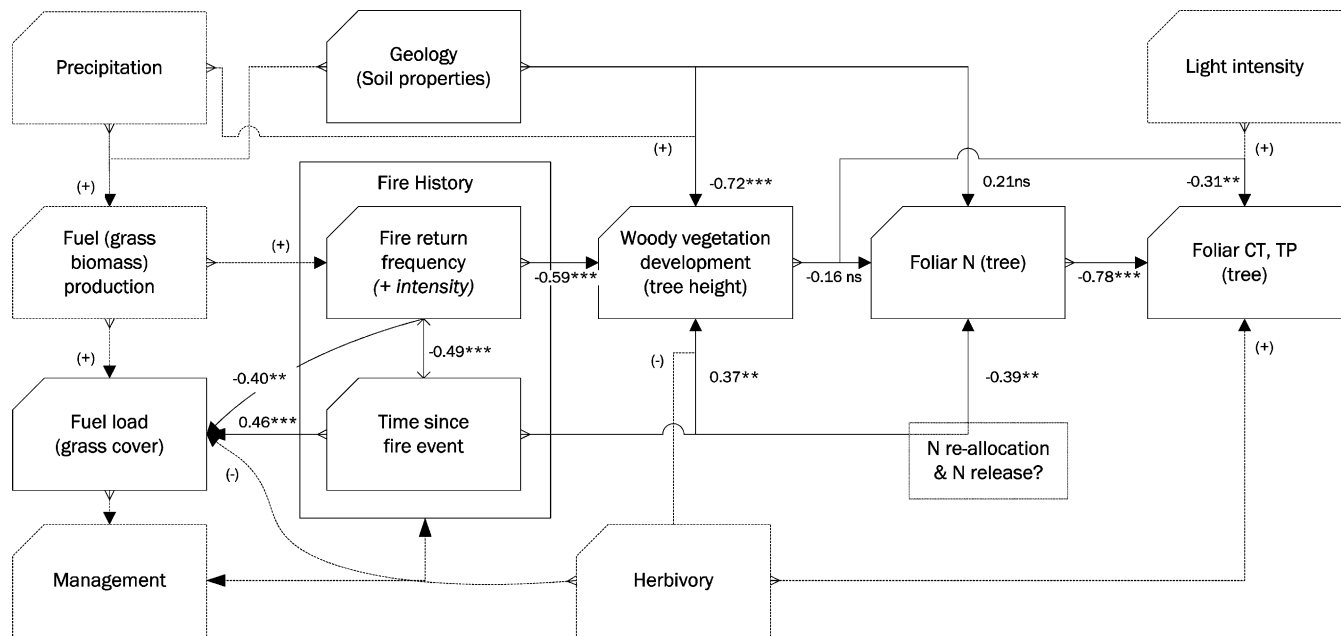 Precipitation
Geology
(Soil properties)
Light intensity
(+)
(+)
(+)
-0.72***
0.21ns
-0.31**
Fire History
Fuel (grass
biomass)
production
(+)
Fire return
frequency
(+ intensity)
-0.59***
Woody vegetation
development
(tree height)
-0.16 ns
Foliar N (tree)
-0.78***
Foliar CT, TP
(tree)
(+)
-0.40**
-0.49***
(-)
0.37**
-0.39**
(+)
Fuel load
(grass cover)
0.46***
Time since
fire event
(-)
N re-allocation
& N release?
Management
Herbivory